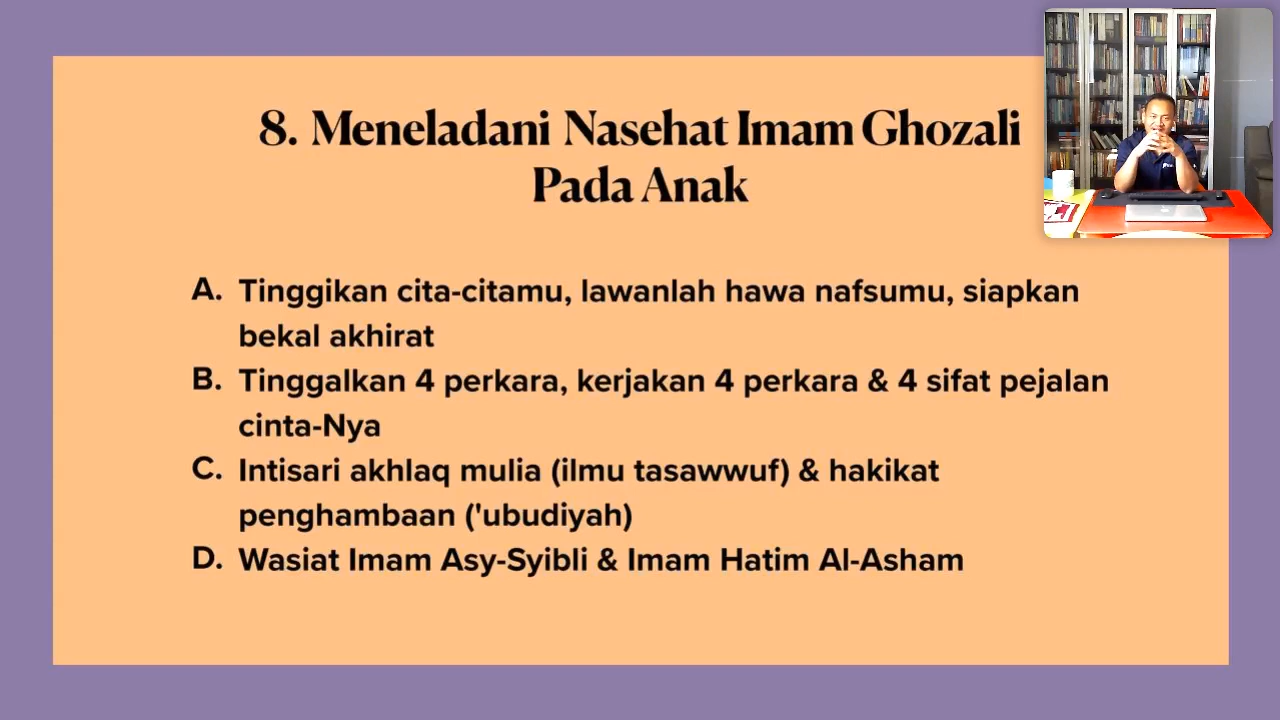 8. Meneladani Nasehat Imam Ghozali
Pada Anak
A. Tinggikan cita-citamu, lawanlah hawa nafsumu, siapkan
bekal akhirat
B. Tinggalkan 4 perkara, kerjakan 4 perkara & 4 sifat pejalan
cinta-Nya
C. Intisari akhlaq mulia (ilmu tasawwuf) & hakikat
penghambaan ('ubudiyah)
D. Wasiat Imam Asy-Syibli & Imam Hatim Al-Asham